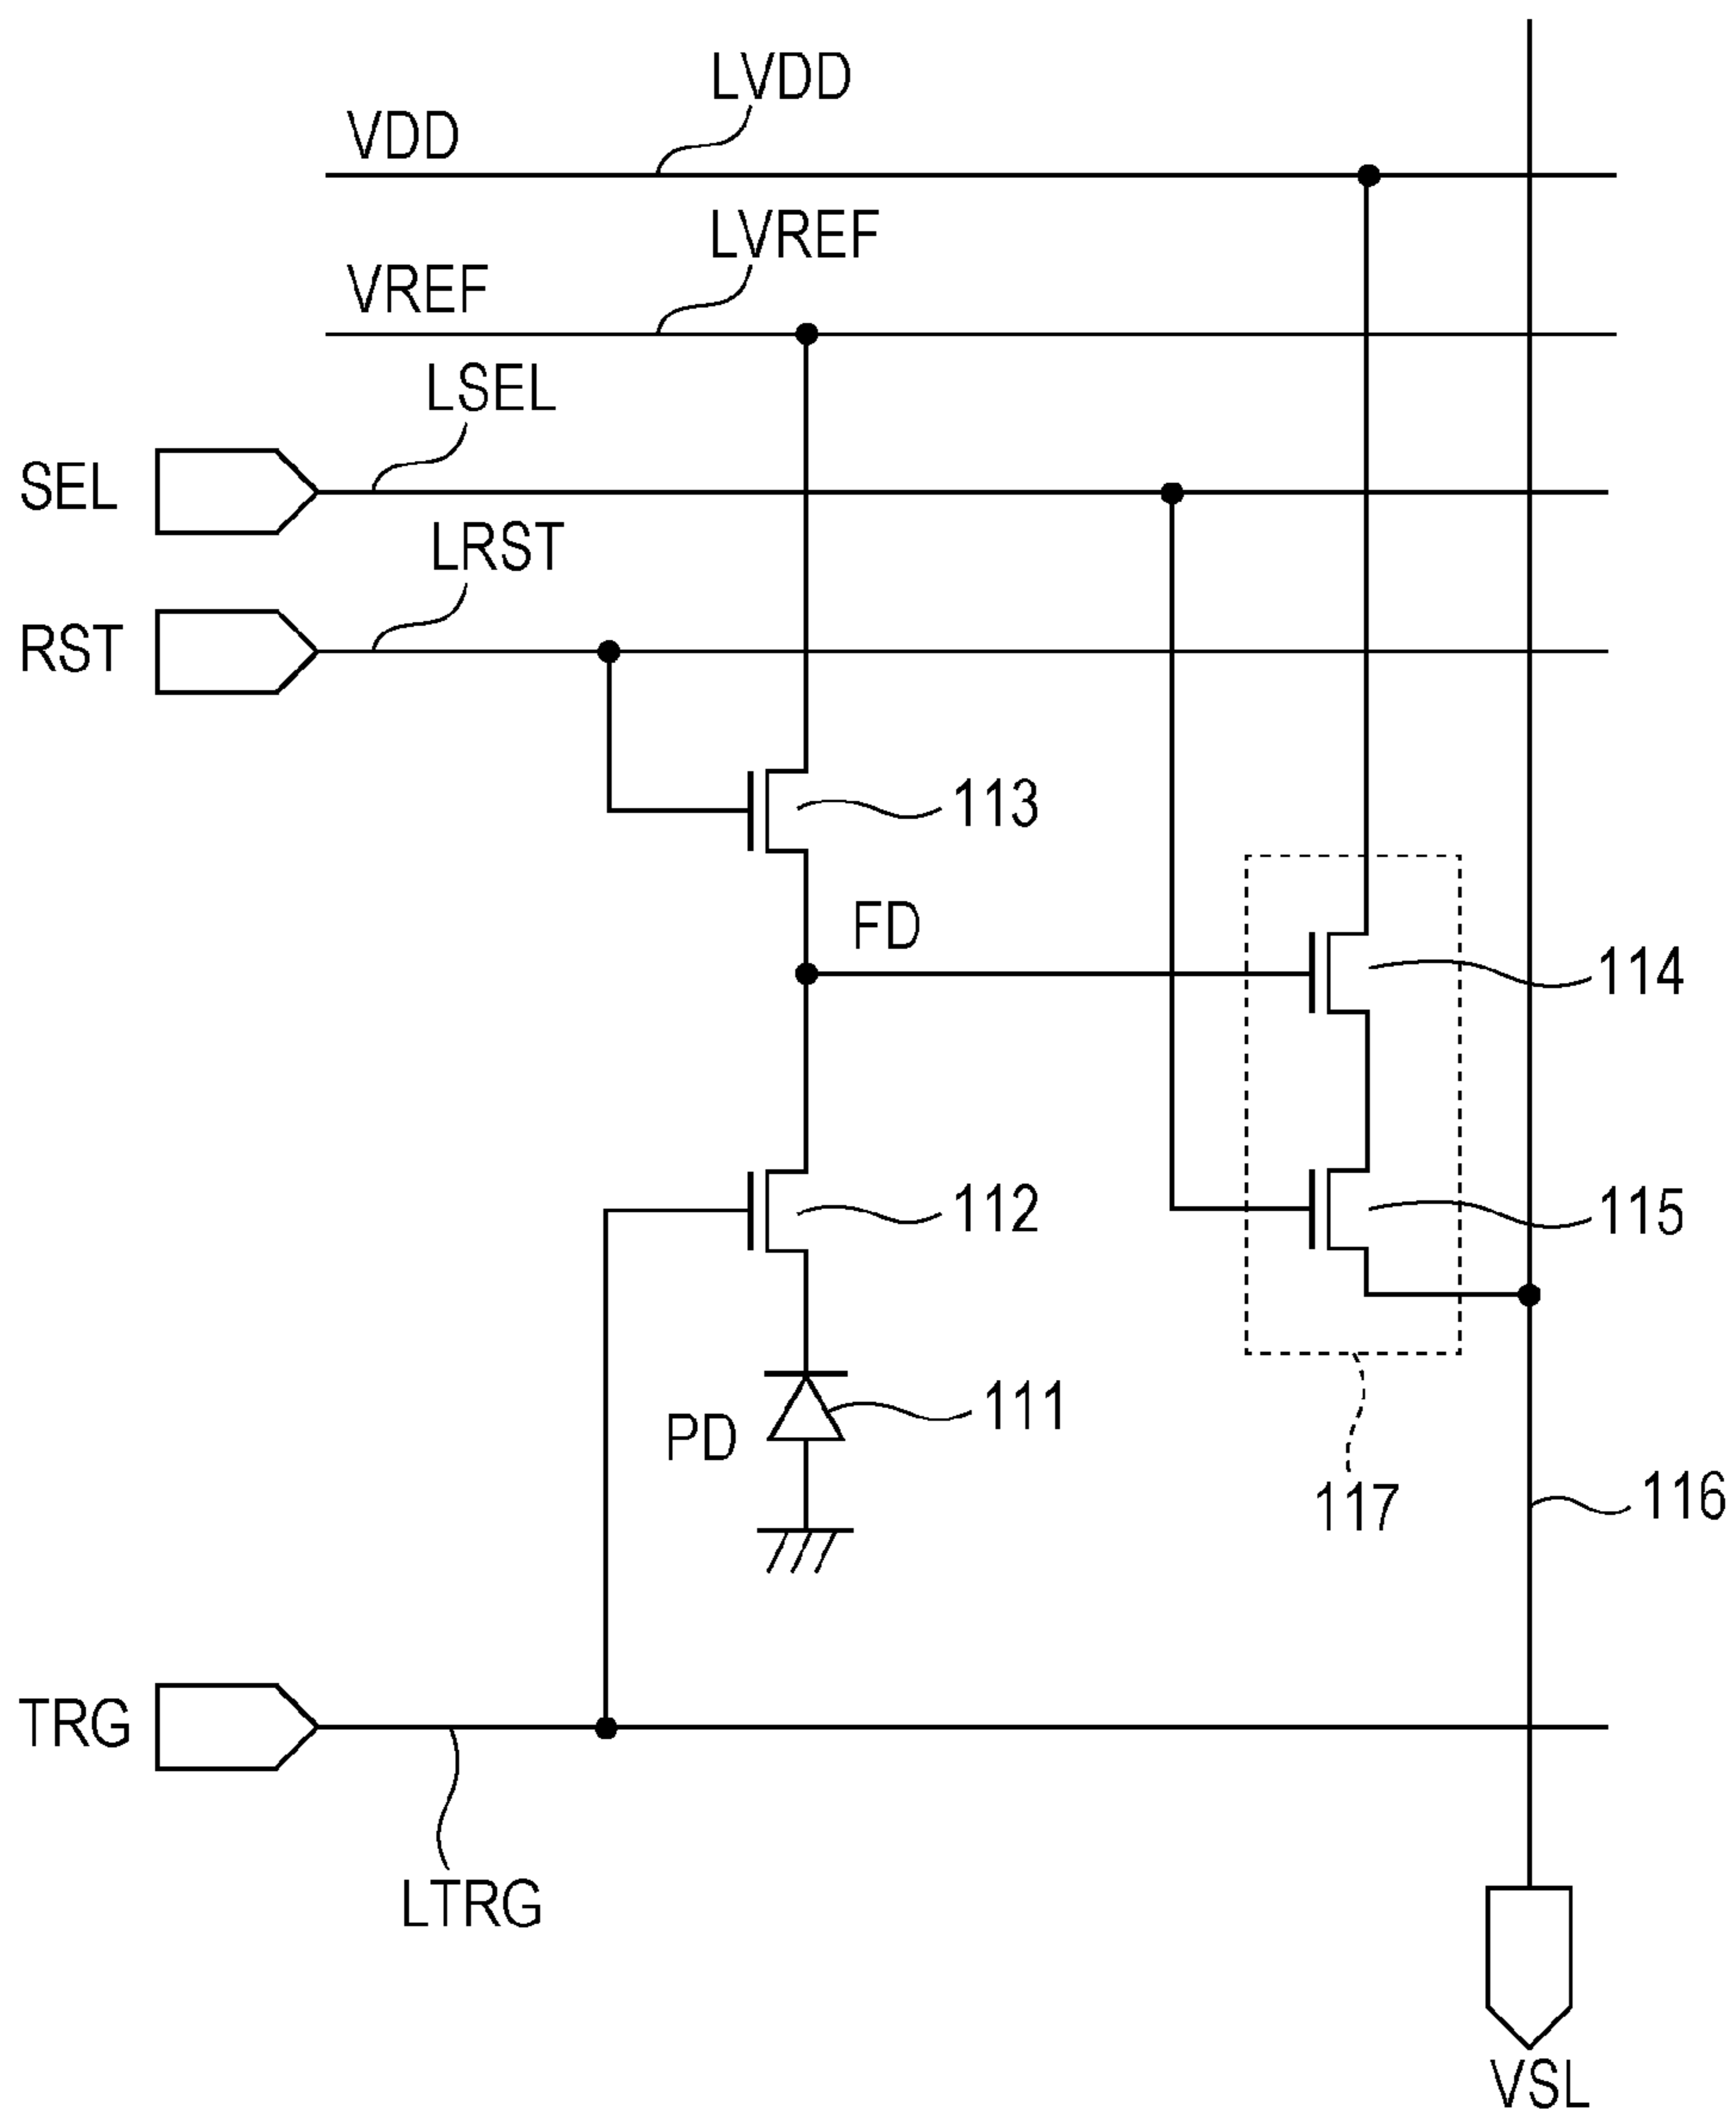 LVDD
VDD
LVREF
VREF
LSEL
SEL
LRST
RST
113
FD
114
112
115
111
PD
117
116
TRG
LTRG
VSL